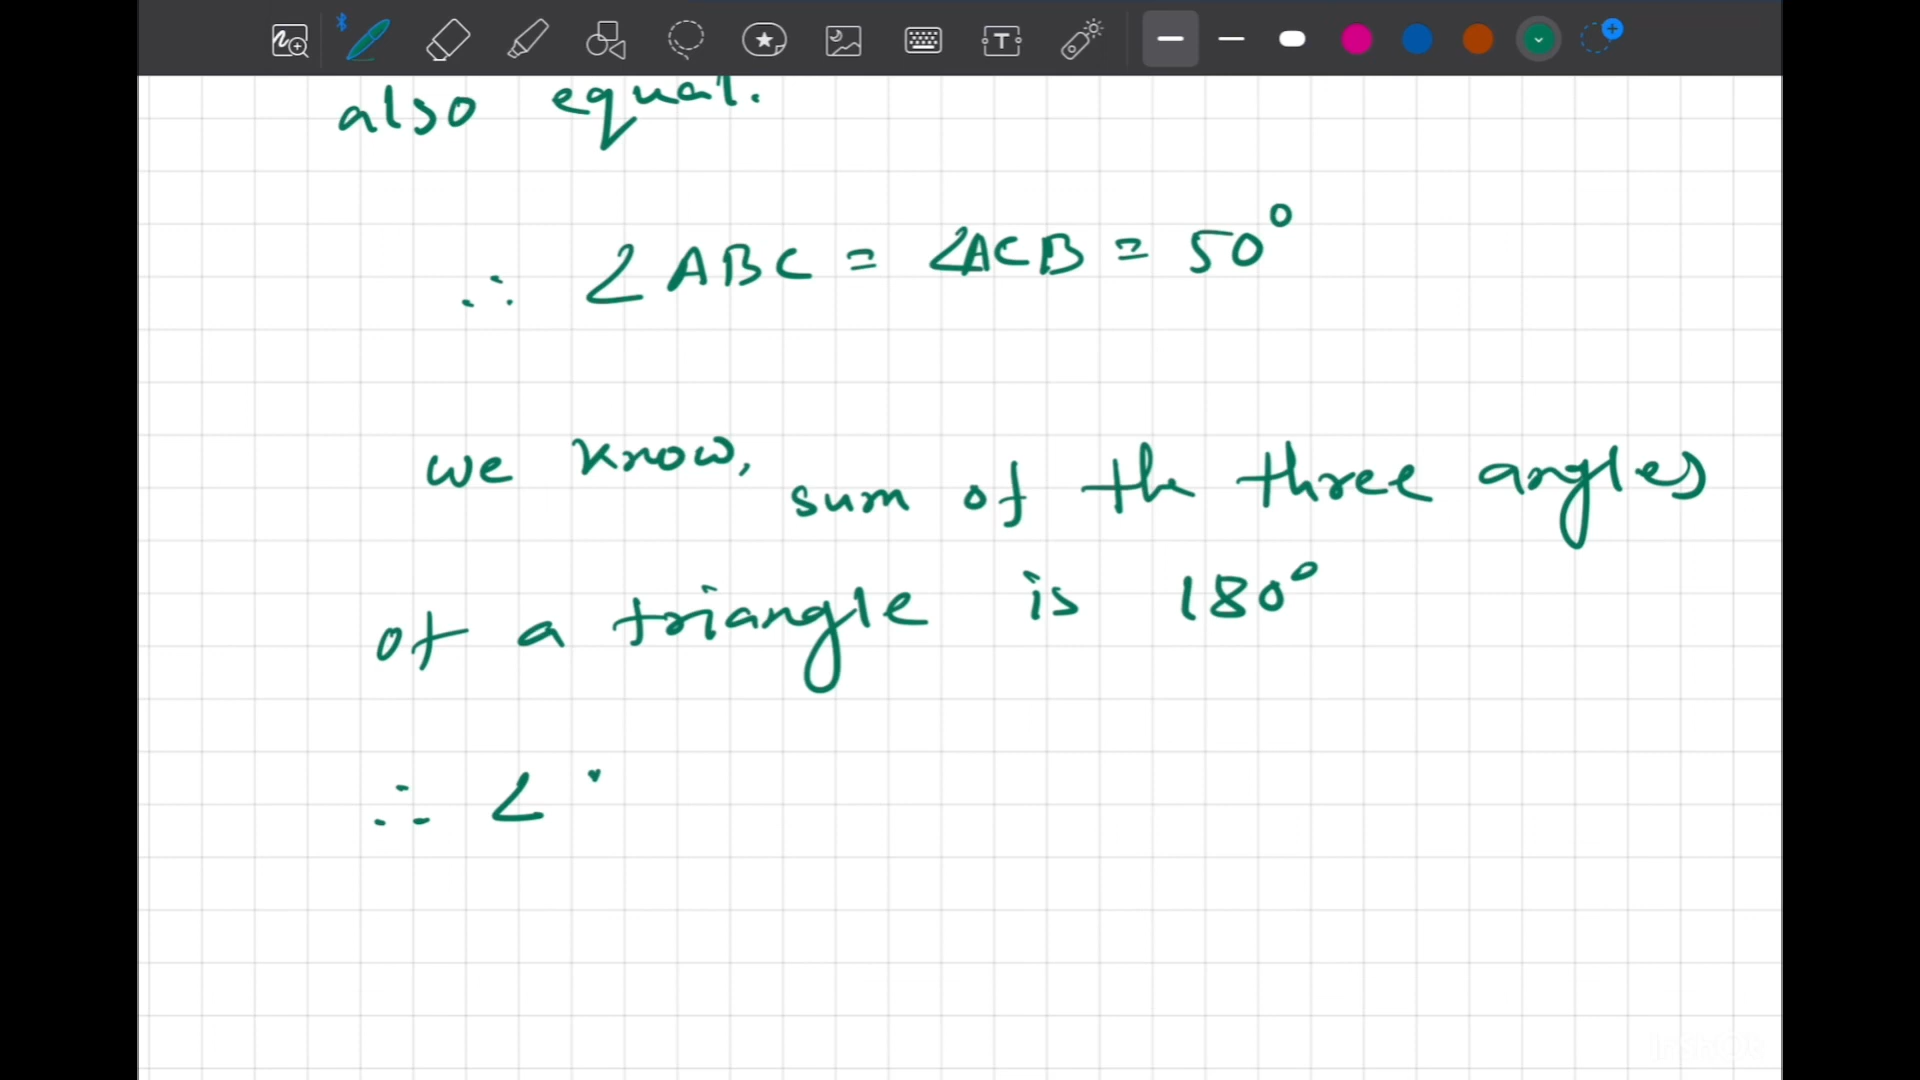 also equal.
∴ ∠ABC = ∠ACB = 50°
we know, sum of the three angles
of a triangle is 180°
∴ ∠